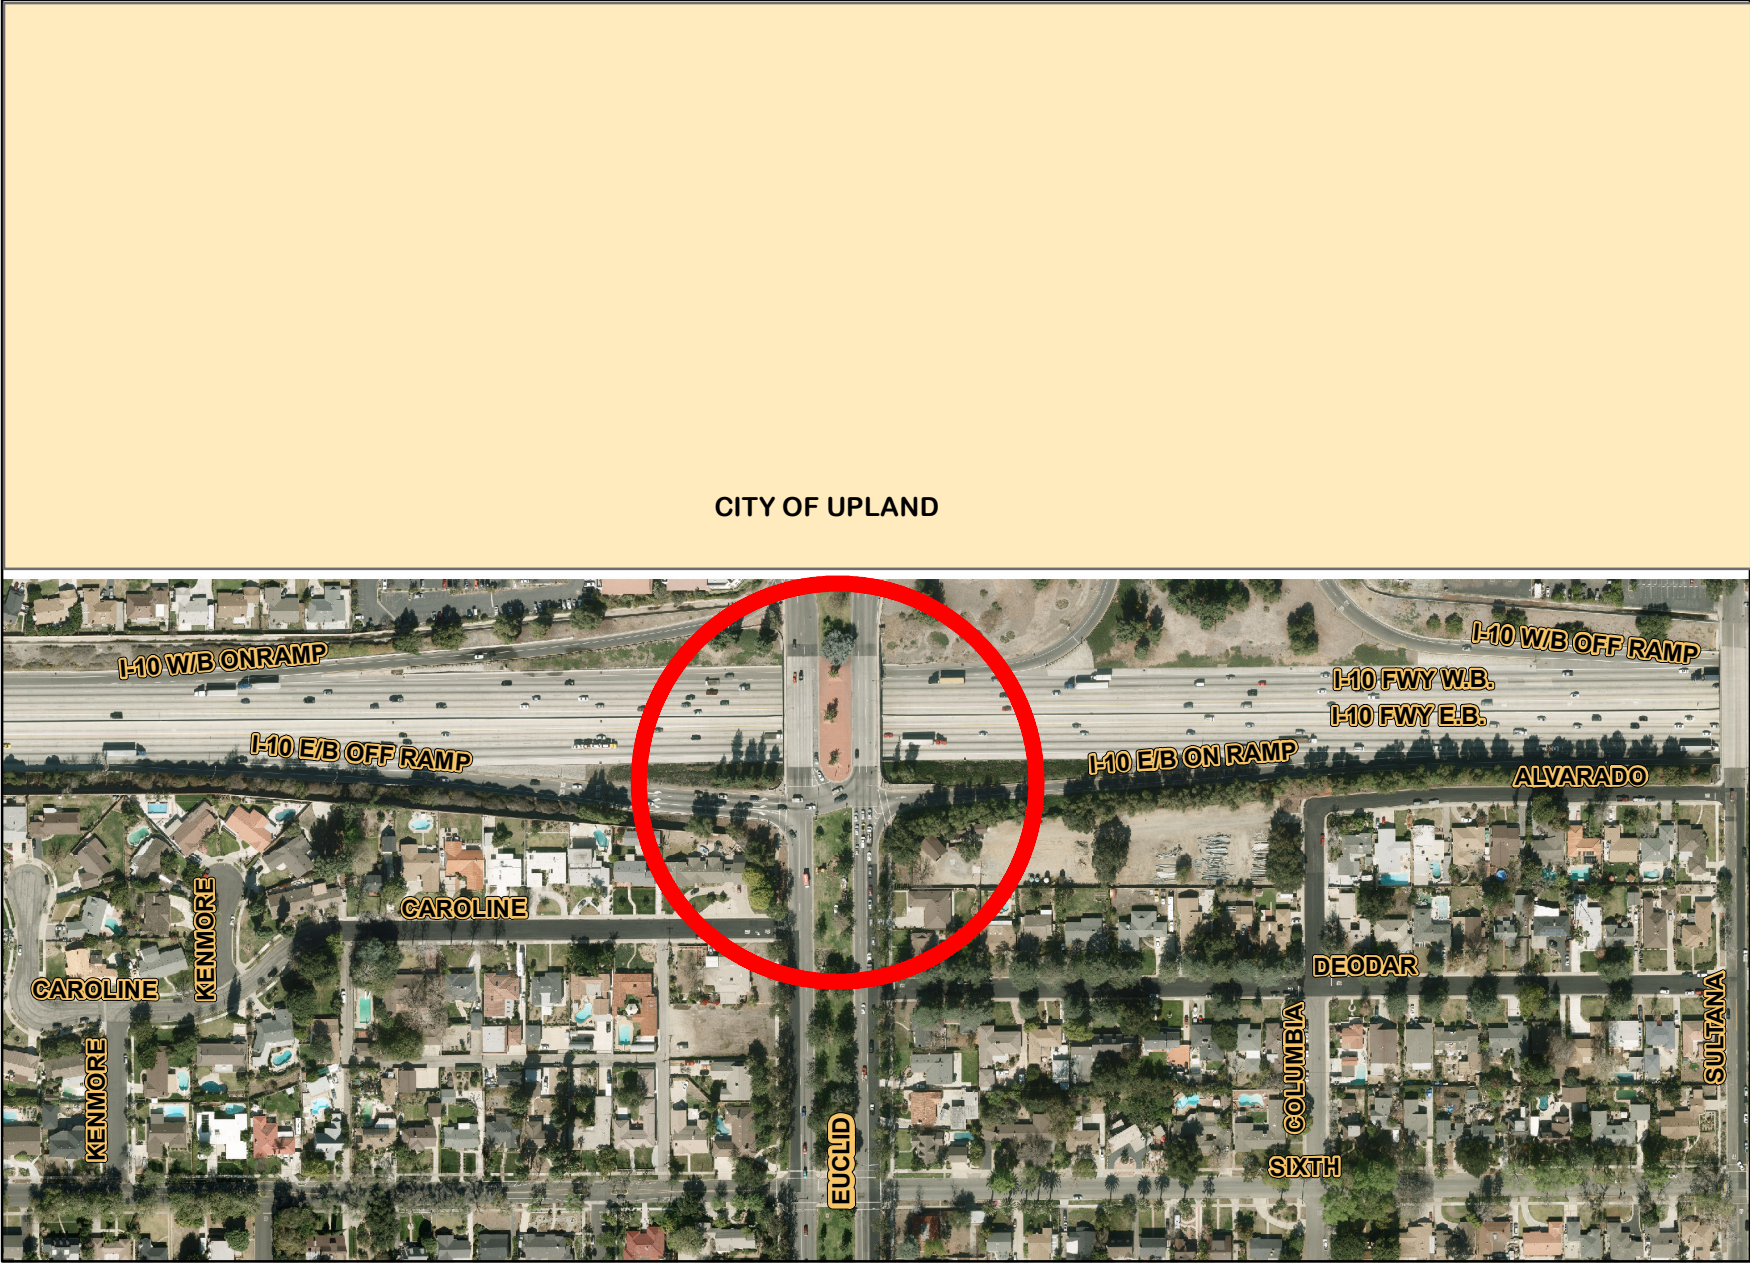 CITY OF UPLAND
I-10 W/B ONRAMP
I-10 W/B OFF RAMP
I-10 FWY W.B.
I-10 FWY E.B.
I-10 E/B OFF RAMP
I-10 E/B ON RAMP
ALVARADO
KENMORE
CAROLINE
DEODAR
CAROLINE
SULTANA
COLUMBIA
KENMORE
EUCLID
SIXTH